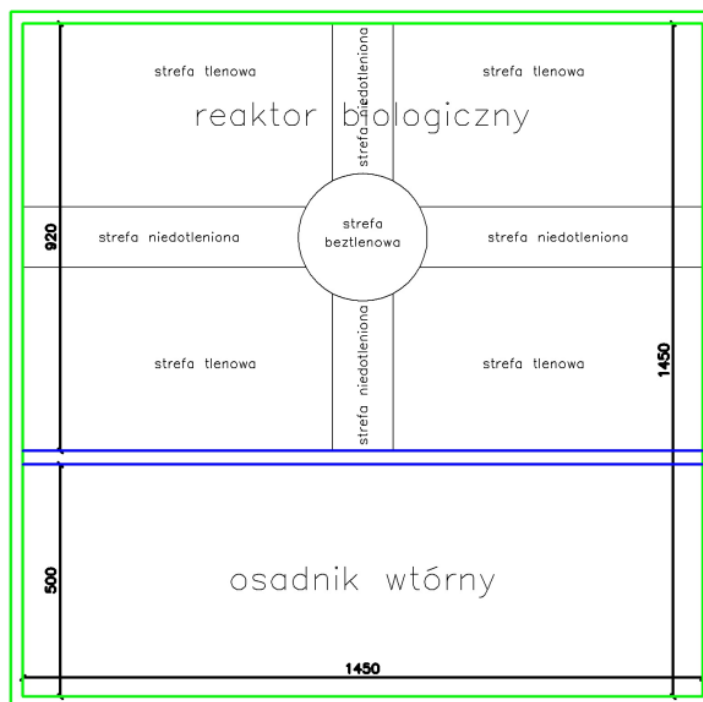 strefa tlenowa
strefa niedotleniona
strefa tlenowa
reaktor biologiczny
920
strefa niedotleniona
strefa
beztlenowa
strefa niedotleniona
strefa tlenowa
strefa niedotleniona
strefa tlenowa
1450
500
osadnik wtórny
1450